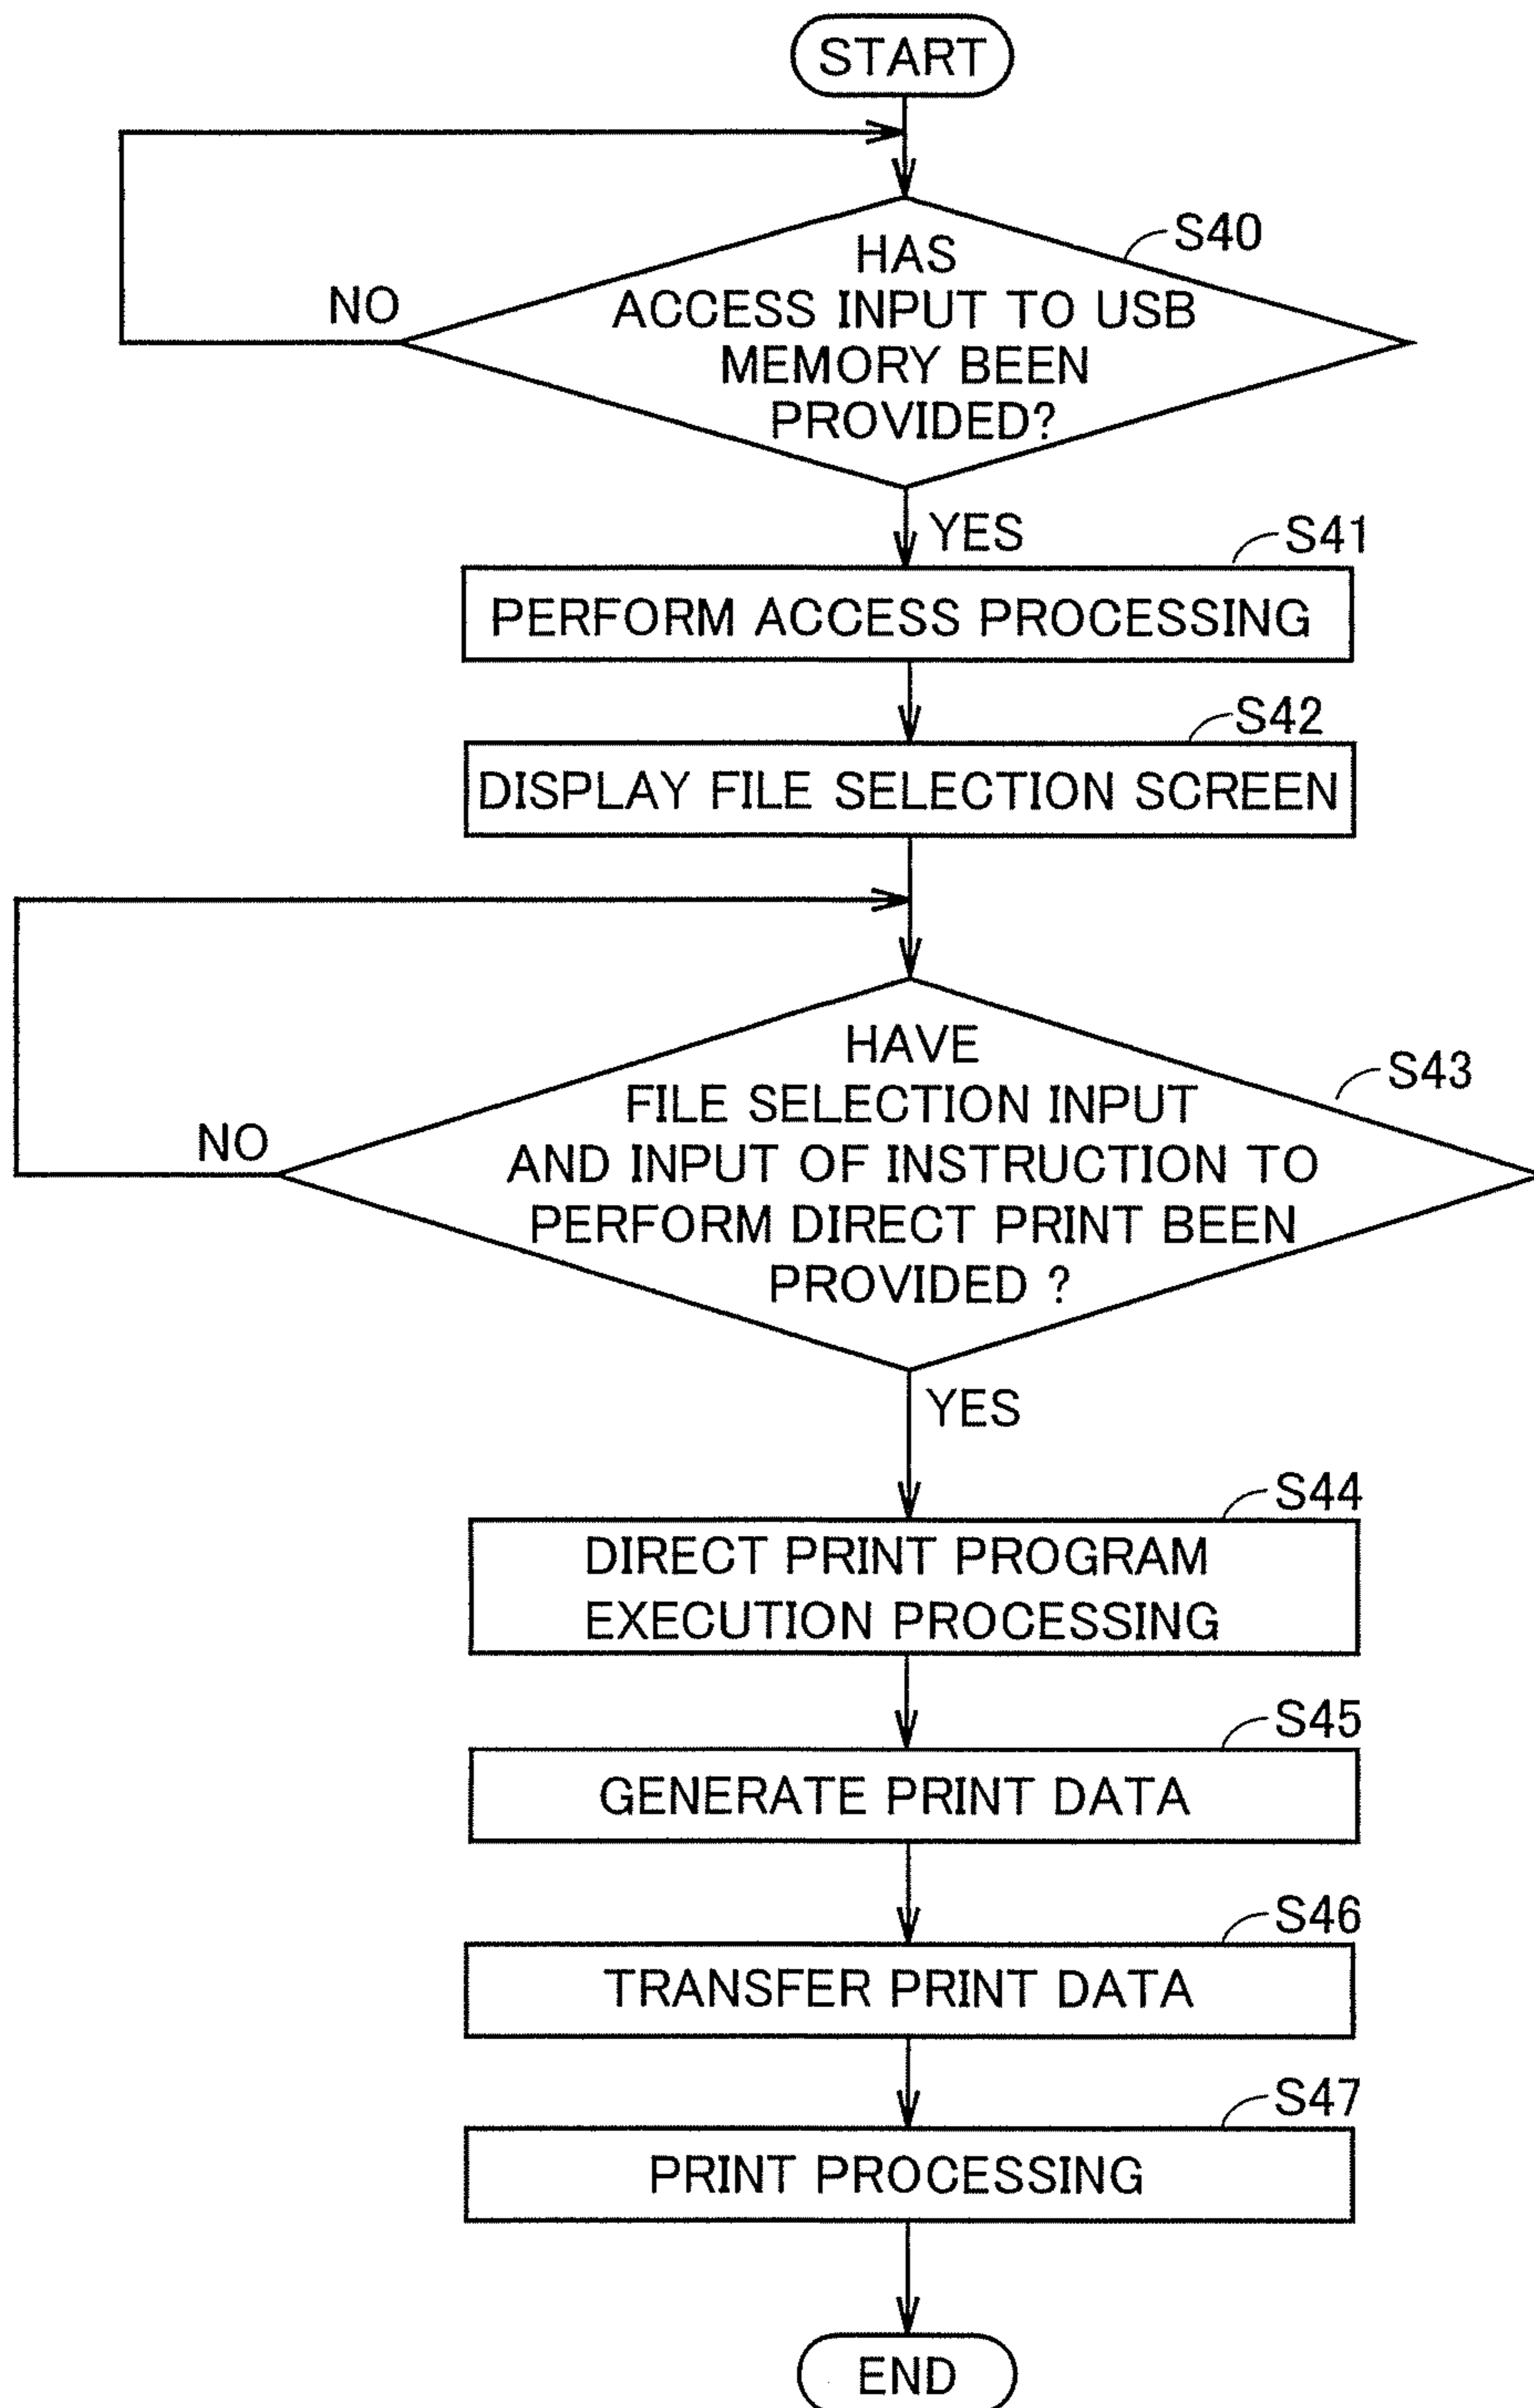 START
S40
HAS
ACCESS INPUT TO USB
MEMORY BEEN
PROVIDED?
NO
YES
S41
PERFORM ACCESS PROCESSING
S42
DISPLAY FILE SELECTION SCREEN
HAVE
S43
FILE SELECTION INPUT
AND INPUT OF INSTRUCTION TO
PERFORM DIRECT PRINT BEEN
PROVIDED ?
NO
YES
S44
DIRECT PRINT PROGRAM
EXECUTION PROCESSING
S45
GENERATE PRINT DATA
S46
TRANSFER PRINT DATA
S47
PRINT PROCESSING
END